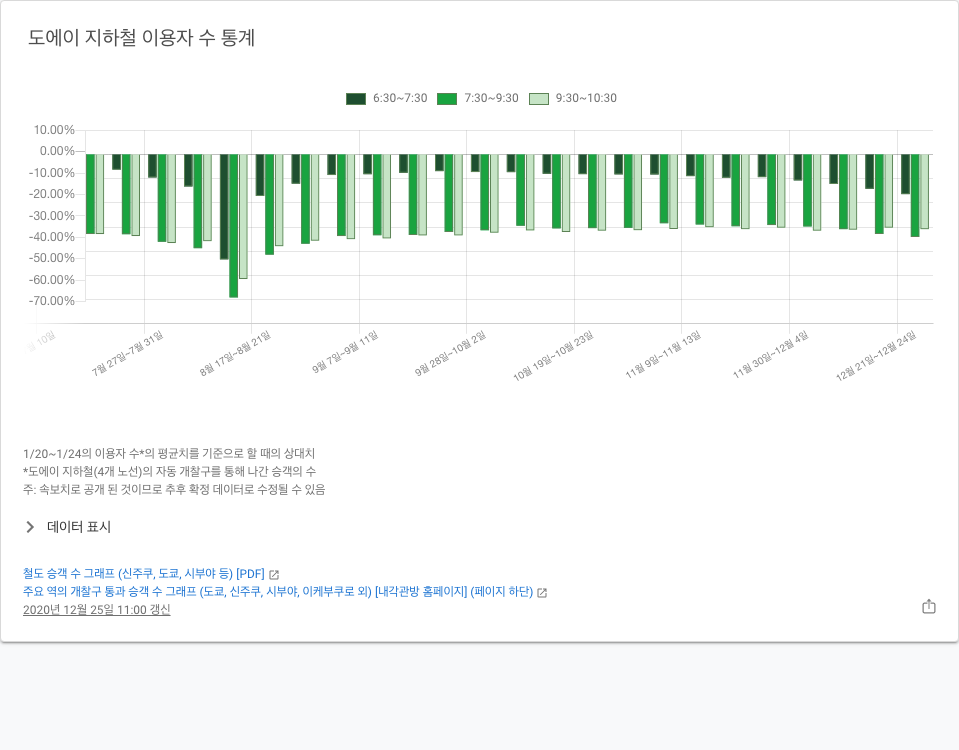 도에이 지하철 이용자 수 통계
6:30~7:30 7:30~9:30 9:30~10:30
10.00%
0.00%
-10.00%
-20.00%
-30.00%
-40.00%
-50.00%
-60.00%
-70.00%
10일
7월 27일~7월 31일
8월 17일~8월 21일
9월 7일~9월 11일
9월 28일~10월 2일
10월 19일~10월 23일
11월 9일~11월 13일
11월 30일~12월 4일
12월 21일~12월 24일
1/20~1/24의 이용자 수*의 평균치를 기준으로 할 때의 상대치
*도에이 지하철(4개 노선)의 자동 개찰구를 통해 나간 승객의 수
주: 속보치로 공개 된 것이므로 추후 확정 데이터로 수정될 수 있음
데이터 표시
철도 승객 수 그래프 (신주쿠, 도쿄, 시부야 등) [PDF]
주요 역의 개찰구 통과 승객 수 그래프 (도쿄, 신주쿠, 시부야, 이케부쿠로 외) [내각관방 홈페이지] (페이지 하단)
2020년 12월 25일 11:00 갱신